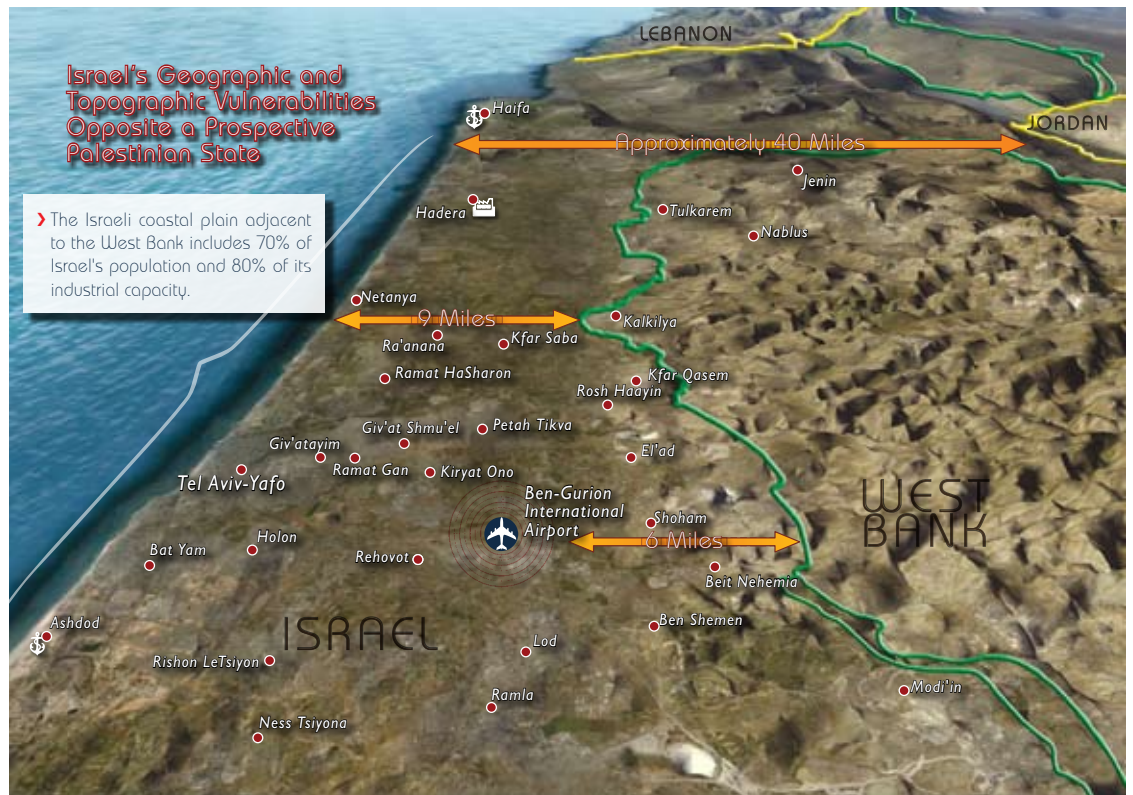 LEBANON
Israel's Geographic and
Topographic Vulnerabilities
Opposite a Prospective
Palestinian State
Haifa
JORDAN
Approximately 40 Miles
Jenin
Hadera
Tulkarem
❯ The Israeli coastal plain adjacent
to the West Bank includes 70% of
Israel's population and 80% of its
industrial capacity.
Nablus
Netanya
9 Miles
Kalkilya
Ra'anana
Kfar Saba
Ramat HaSharon
Kfar Qasem
Rosh Haayin
Giv'at Shmu'el
Petah Tikva
Giv'atayim
El'ad
Ramat Gan
Kiryat Ono
Tel Aviv-Yafo
WEST
BANK
Ben-Gurion
International
Airport
Shoham
6 Miles
Holon
Bat Yam
Rehovot
Beit Nehemia
Ashdod
Ben Shemen
ISRAEL
Lod
Rishon LeTsiyon
Modi'in
Ramla
Ness Tsiyona